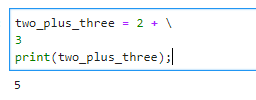 two_plus_three = 2 + \
3
print(two_plus_three);
5